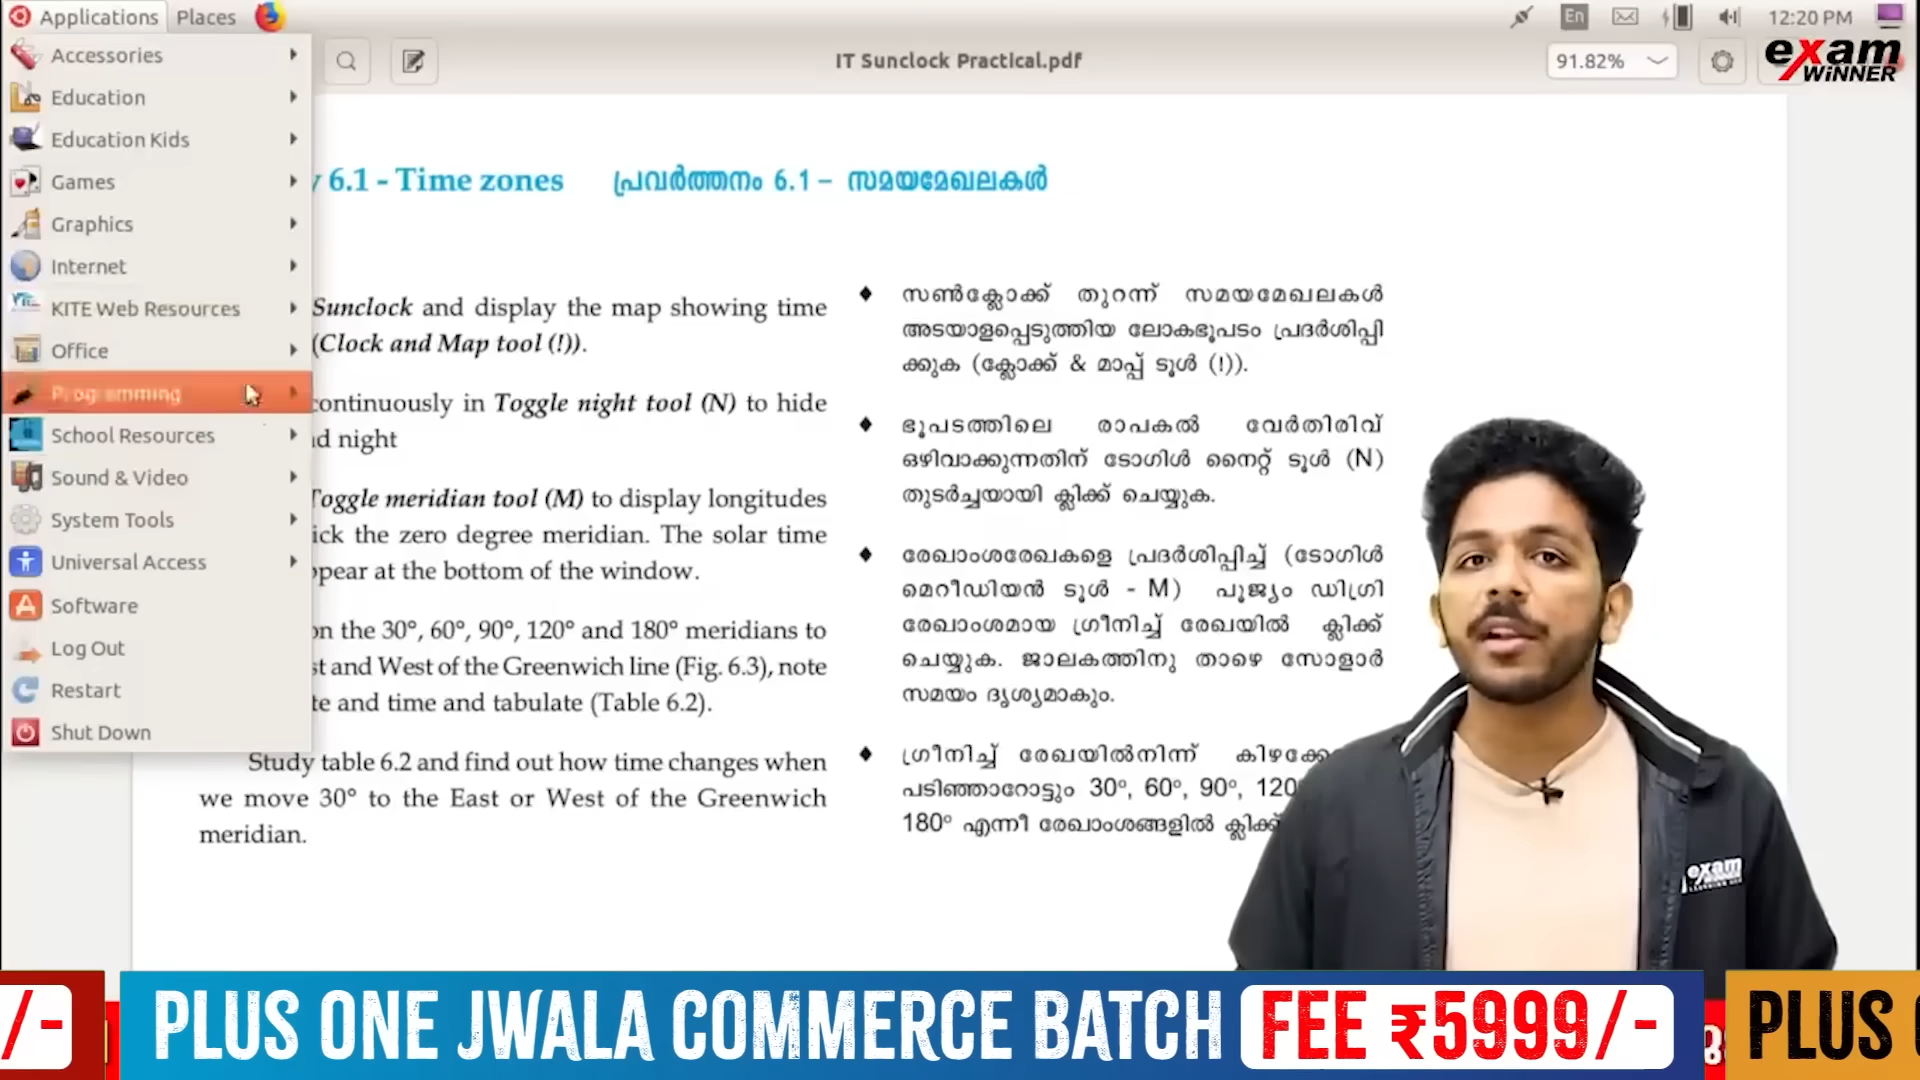 Applications Places En 12:20 PM
IT Sunclock Practical.pdf 91.82%
exam
WiNNER
Accessories
Education
Education Kids
Games
Graphics
Internet
KITE Web Resources
Office
Programming
School Resources
Sound & Video
System Tools
Universal Access
Software
Log Out
Restart
Shut Down
6.1 - Time zones പ്രവർത്തനം 6.1 – സമയമേഖലകൾ
Sunclock and display the map showing time
(Clock and Map tool (!)).
continuously in Toggle night tool (N) to hide
night
Toggle meridian tool (M) to display longitudes
the zero degree meridian. The solar time
at the bottom of the window.
on the 30°, 60°, 90°, 120° and 180° meridians to
and West of the Greenwich line (Fig. 6.3), note
and time and tabulate (Table 6.2).
Study table 6.2 and find out how time changes when
we move 30° to the East or West of the Greenwich
meridian.
♦ സൺക്ലോക്ക് തുറന്ന് സമയമേഖലകൾ
അടയാളപ്പെടുത്തിയ ലോകഭൂപടം പ്രദർശിപ്പി
ക്കുക (ക്ലോക്ക് & മാപ്പ് ടൂൾ (!)).
♦ ഭൂപടത്തിലെ രാപകൽ വേർതിരിവ്
ഒഴിവാക്കുന്നതിന് ടോഗിൾ നൈറ്റ് ടൂൾ (N)
തുടർച്ചയായി ക്ലിക്ക് ചെയ്യുക.
♦ രേഖാംശരേഖകളെ പ്രദർശിപ്പിച്ച് (ടോഗിൾ
മെറീഡിയൻ ടൂൾ - M) പൂജ്യം ഡിഗ്രി
രേഖാംശമായ ഗ്രീനിച്ച് രേഖയിൽ ക്ലിക്ക്
ചെയ്യുക. ജാലകത്തിനു താഴെ സോളാർ
സമയം ദൃശ്യമാകും.
♦ ഗ്രീനിച്ച് രേഖയിൽനിന്ന്
പടിഞ്ഞാറോട്ടും 30°, 60°, 90°, 120
180° എന്നീ രേഖാംശങ്ങളിൽ ക്ലിക്ക്
exam
/- PLUS ONE JWALA COMMERCE BATCH FEE ₹5999/- PLUS